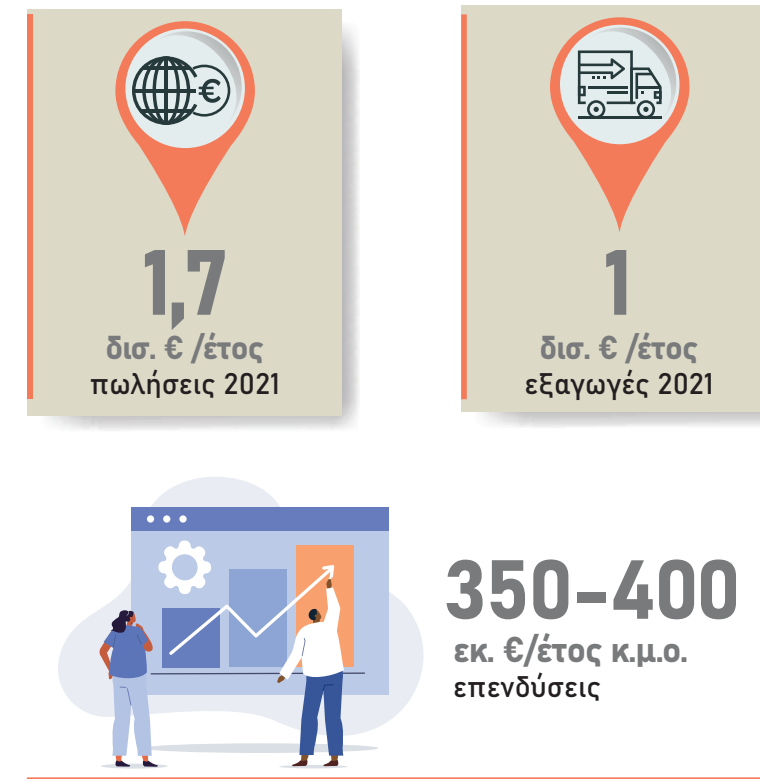 €
1,7
δισ. € /έτος
πωλήσεις 2021
1
δισ. € /έτος
εξαγωγές 2021
350-400
εκ. €/έτος κ.μ.ο.
επενδύσεις